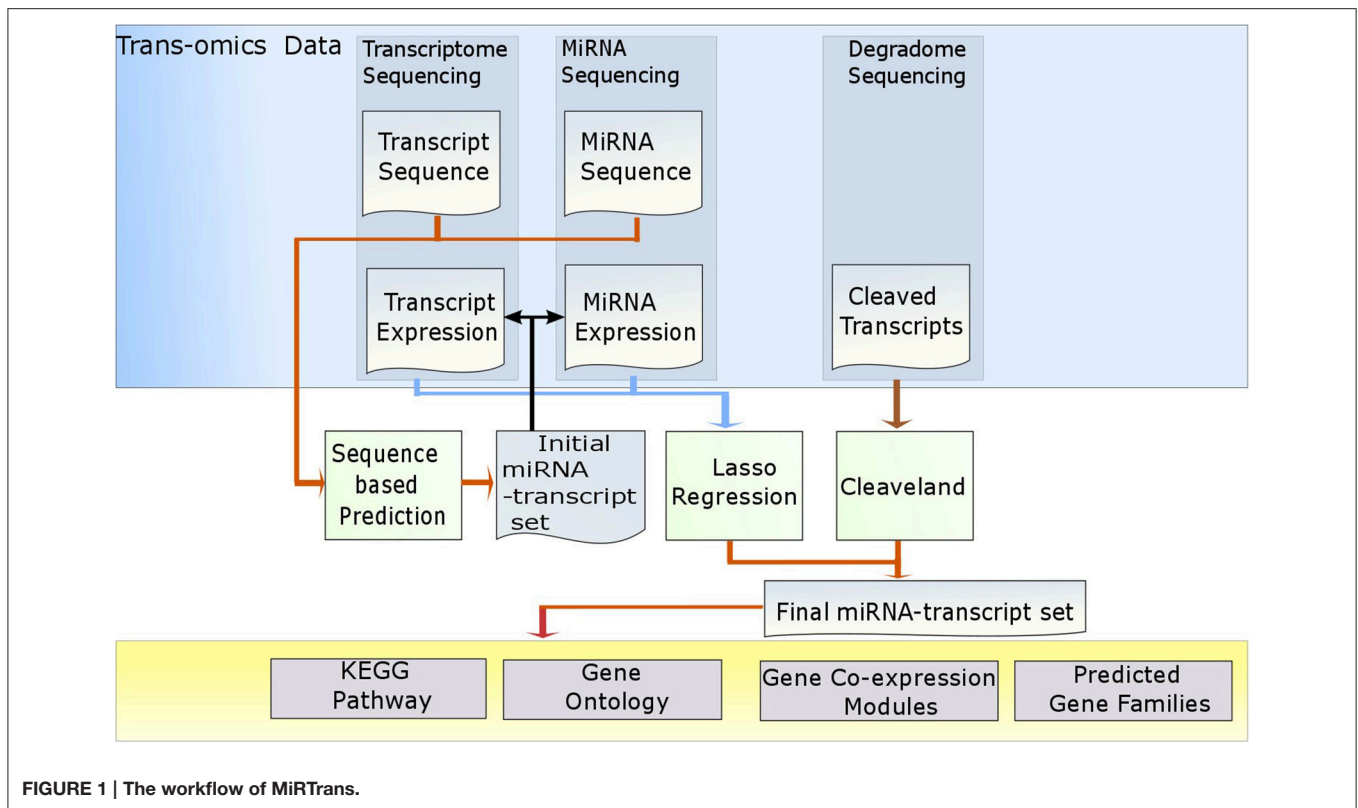 Trans-omics Data
Transcriptome
Sequencing
MiRNA
Sequencing
Degradome
Sequencing
Transcript
Sequence
MiRNA
Sequence
Transcript
Expression
MiRNA
Expression
Cleaved
Transcripts
Sequence
based
Prediction
Initial
miRNA
-transcript
set
Lasso
Regression
Cleaveland
Final miRNA-transcript set
KEGG
Pathway
Gene
Ontology
Gene Co-expression
Modules
Predicted
Gene Families
FIGURE 1 | The workflow of MiRTrans.